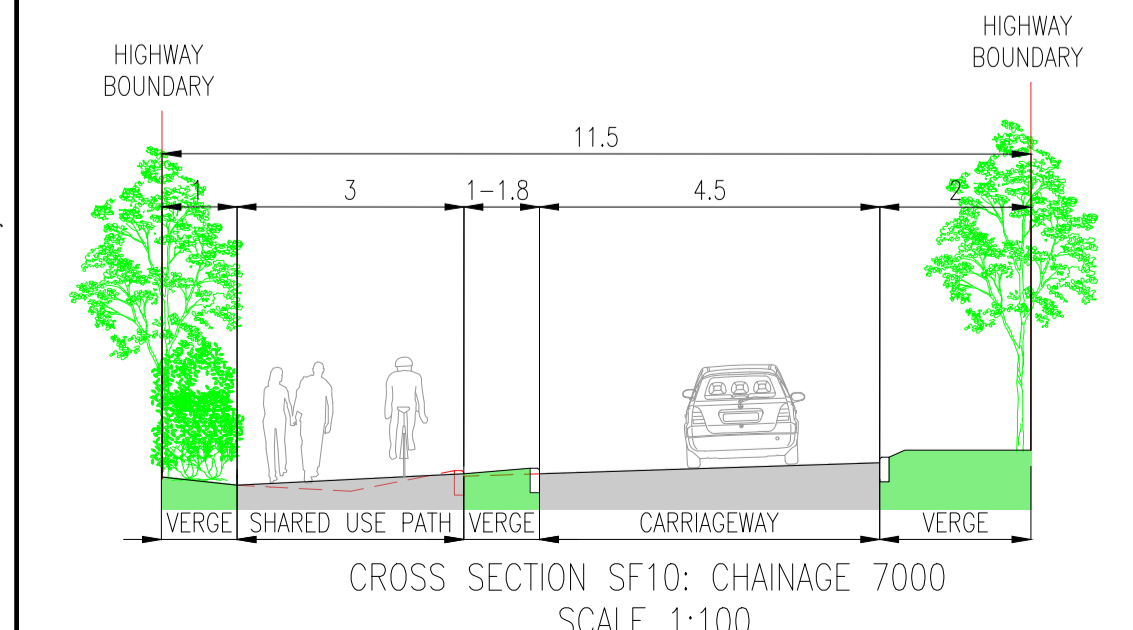 HIGHWAY
BOUNDARY
HIGHWAY
BOUNDARY
11.5
1
3
1-1.8
4.5
2
VERGE
SHARED USE PATH
VERGE
CARRIAGEWAY
VERGE
CROSS SECTION SF10: CHAINAGE 7000
SCALE 1:100